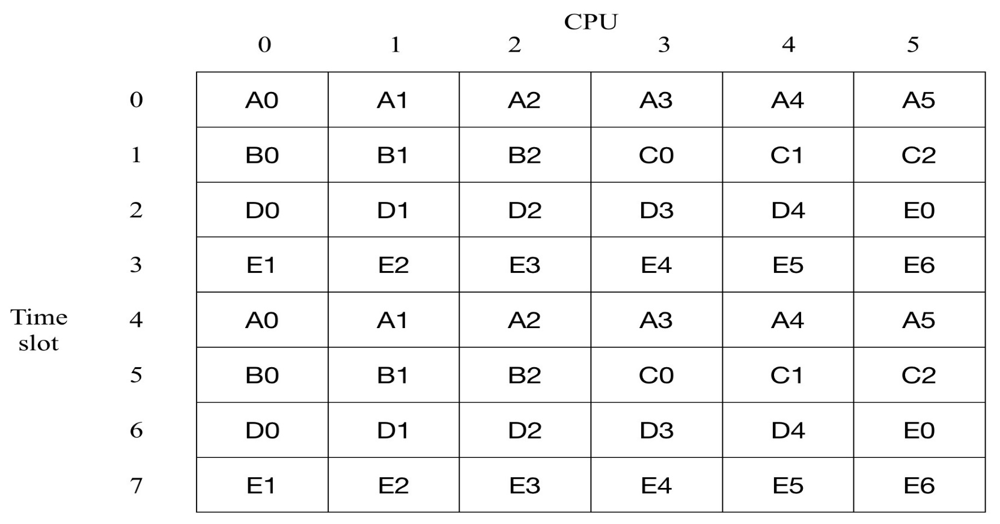 CPU
0 1 2 3 4 5
0 A0 A1 A2 A3 A4 A5
1 B0 B1 B2 C0 C1 C2
2 D0 D1 D2 D3 D4 E0
3 E1 E2 E3 E4 E5 E6
Time slot
4 A0 A1 A2 A3 A4 A5
5 B0 B1 B2 C0 C1 C2
6 D0 D1 D2 D3 D4 E0
7 E1 E2 E3 E4 E5 E6